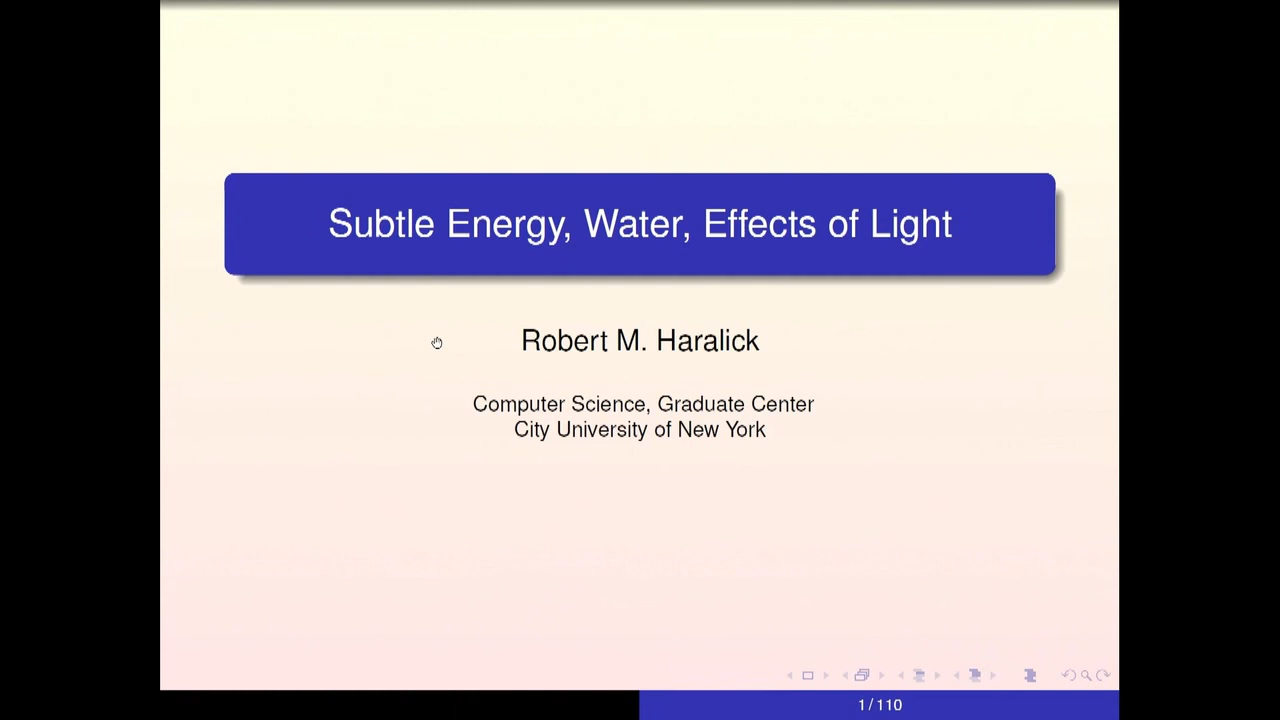 Subtle Energy, Water, Effects of Light
Robert M. Haralick
Computer Science, Graduate Center
City University of New York
1 / 110